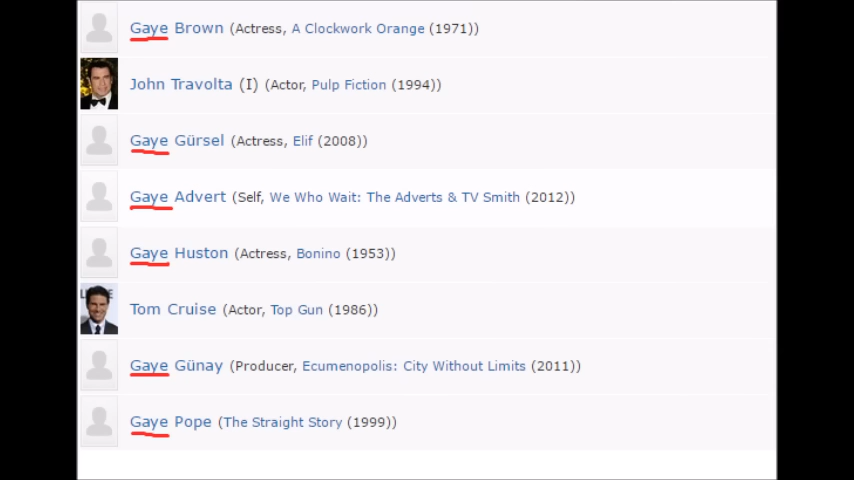 Gaye Brown (Actress, A Clockwork Orange (1971))
John Travolta (I) (Actor, Pulp Fiction (1994))
Gaye Gürsel (Actress, Elif (2008))
Gaye Advert (Self, We Who Wait: The Adverts & TV Smith (2012))
Gaye Huston (Actress, Bonino (1953))
Tom Cruise (Actor, Top Gun (1986))
Gaye Günay (Producer, Ecumenopolis: City Without Limits (2011))
Gaye Pope (The Straight Story (1999))